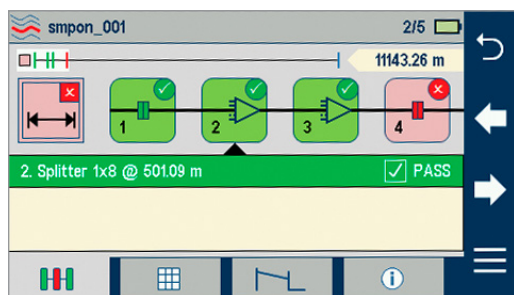 smpon_001
2/5
11143.26 m
1
2
3
4
2. Splitter 1x8 @ 501.09 m
PASS
i